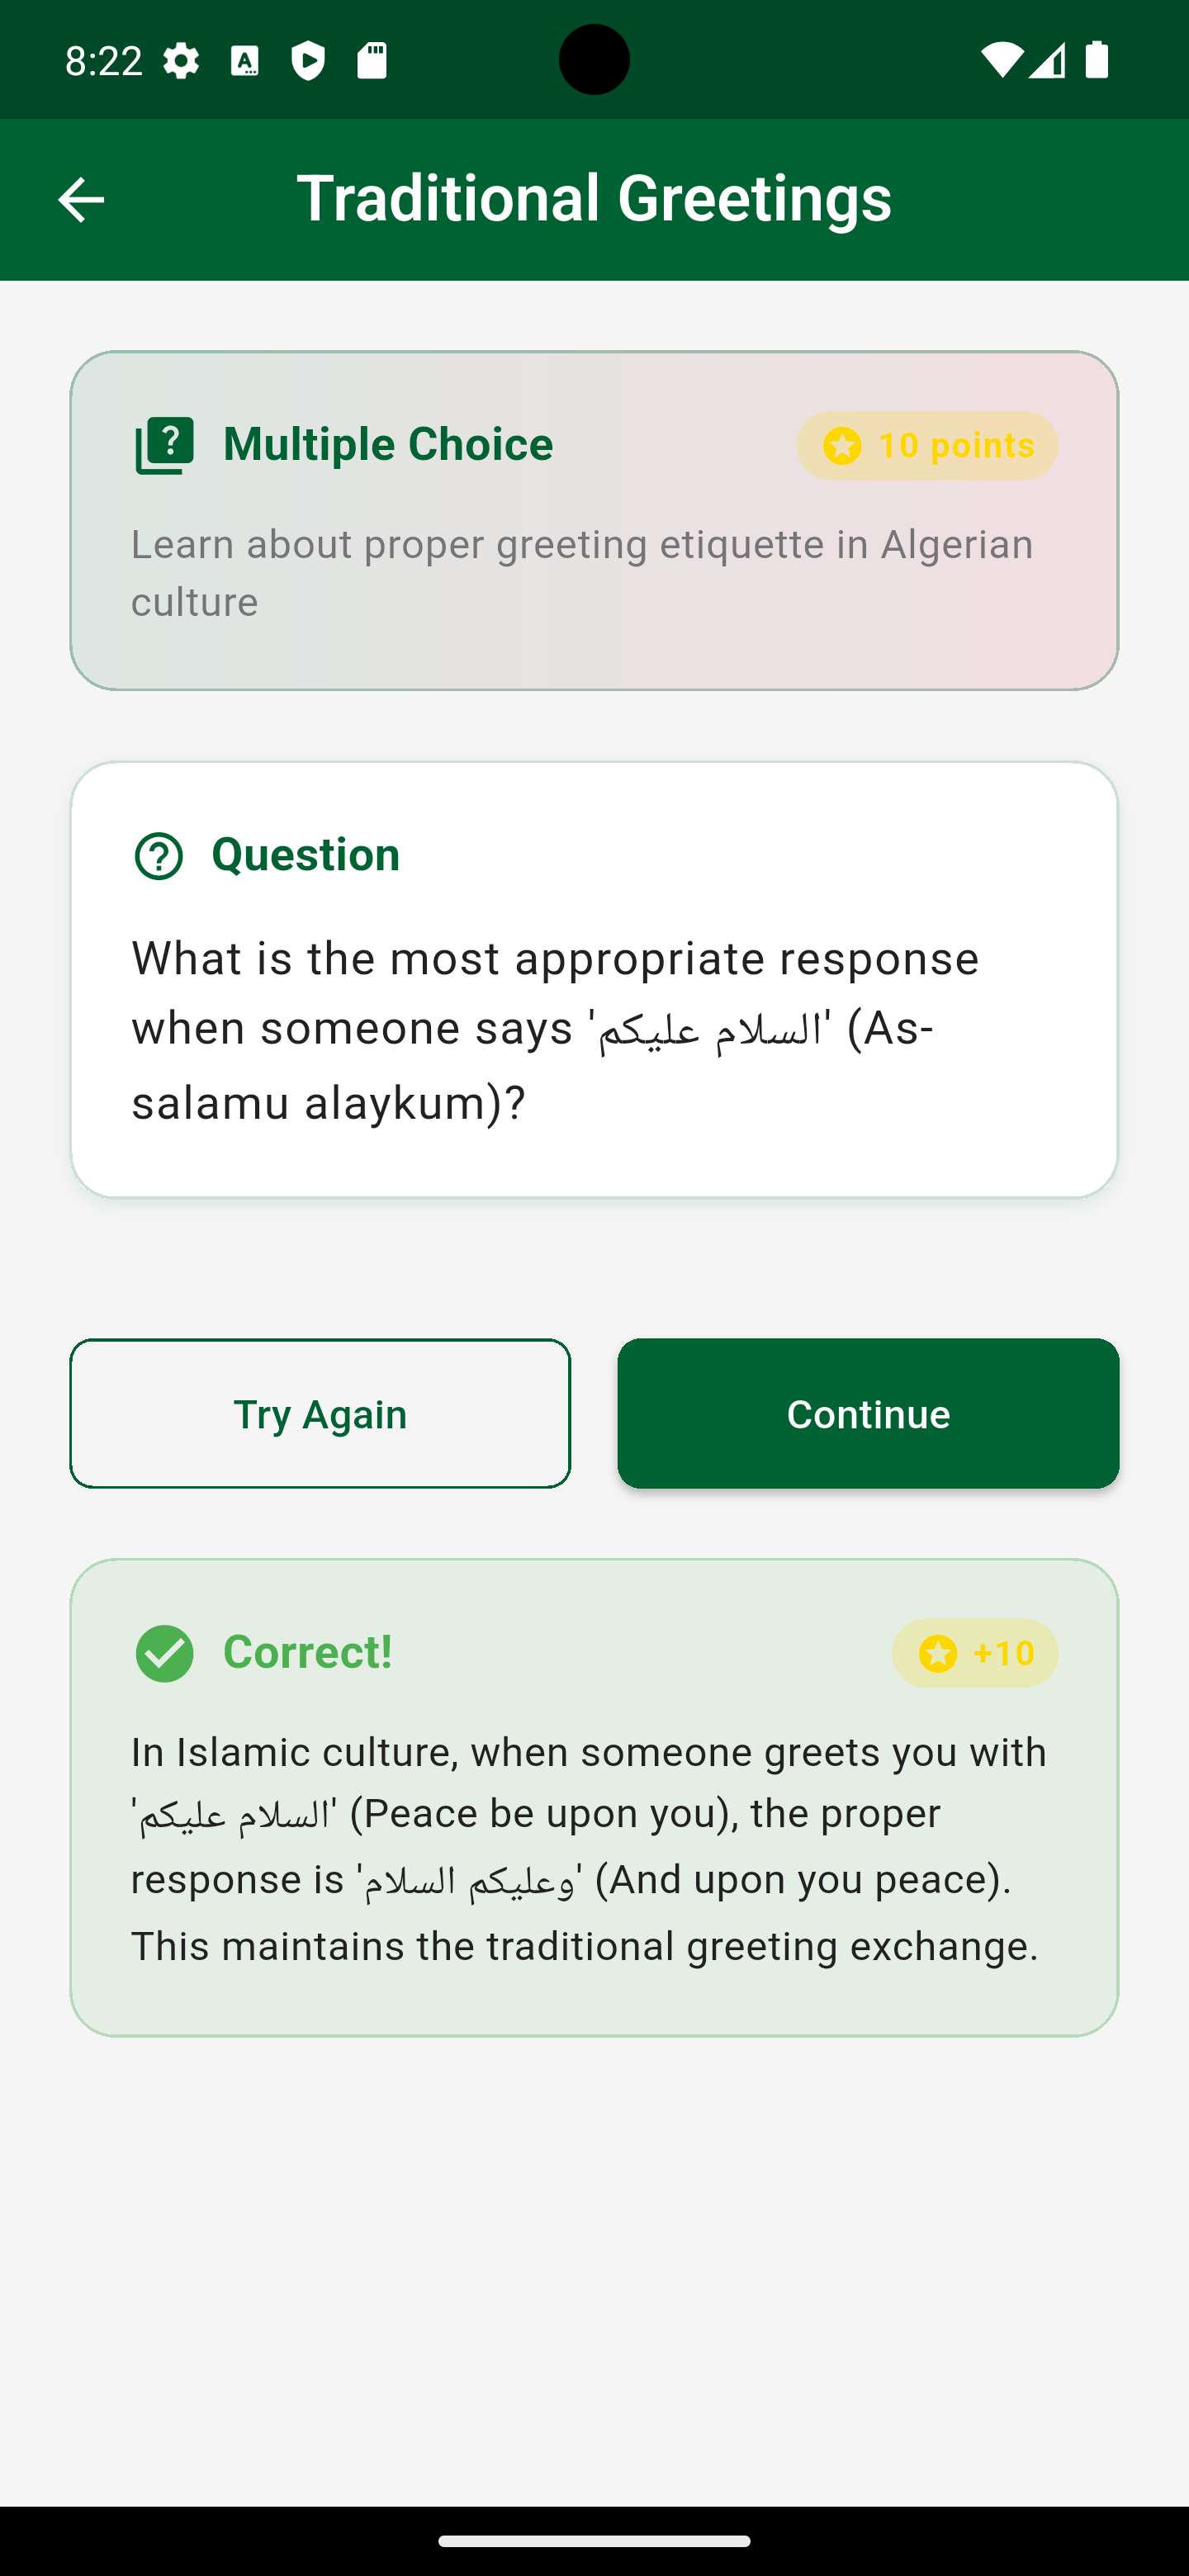 8:22
Traditional Greetings
Multiple Choice
10 points
Learn about proper greeting etiquette in Algerian
culture
Question
What is the most appropriate response
when someone says 'السلام عليكم' (As-
salamu alaykum)?
Try Again
Continue
Correct!
+10
In Islamic culture, when someone greets you with
'السلام عليكم' (Peace be upon you), the proper
response is 'وعليكم السلام' (And upon you peace).
This maintains the traditional greeting exchange.